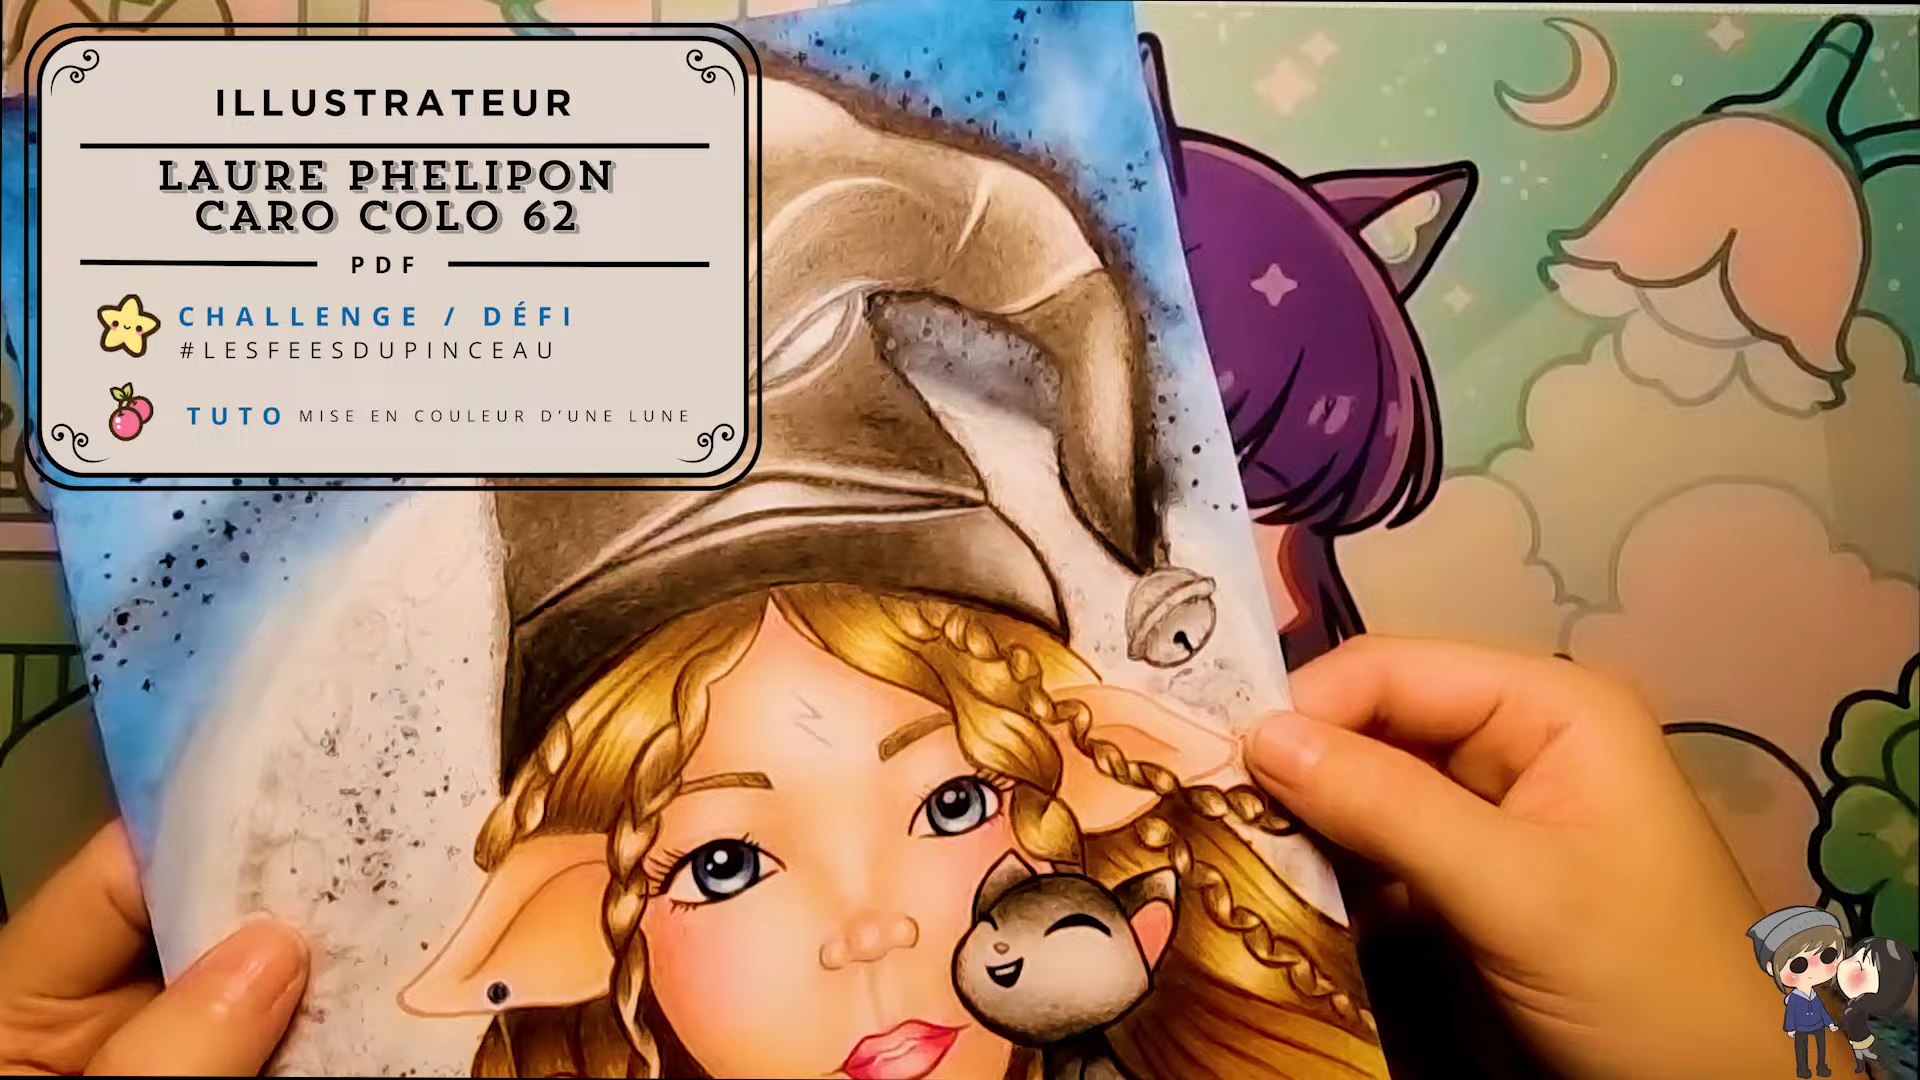 ILLUSTRATEUR
LAURE PHELIPON
CARO COLO 62
PDF
CHALLENGE / DÉFI
#LESFEESDUPINCEAU
TUTO MISE EN COULEUR D'UNE LUNE